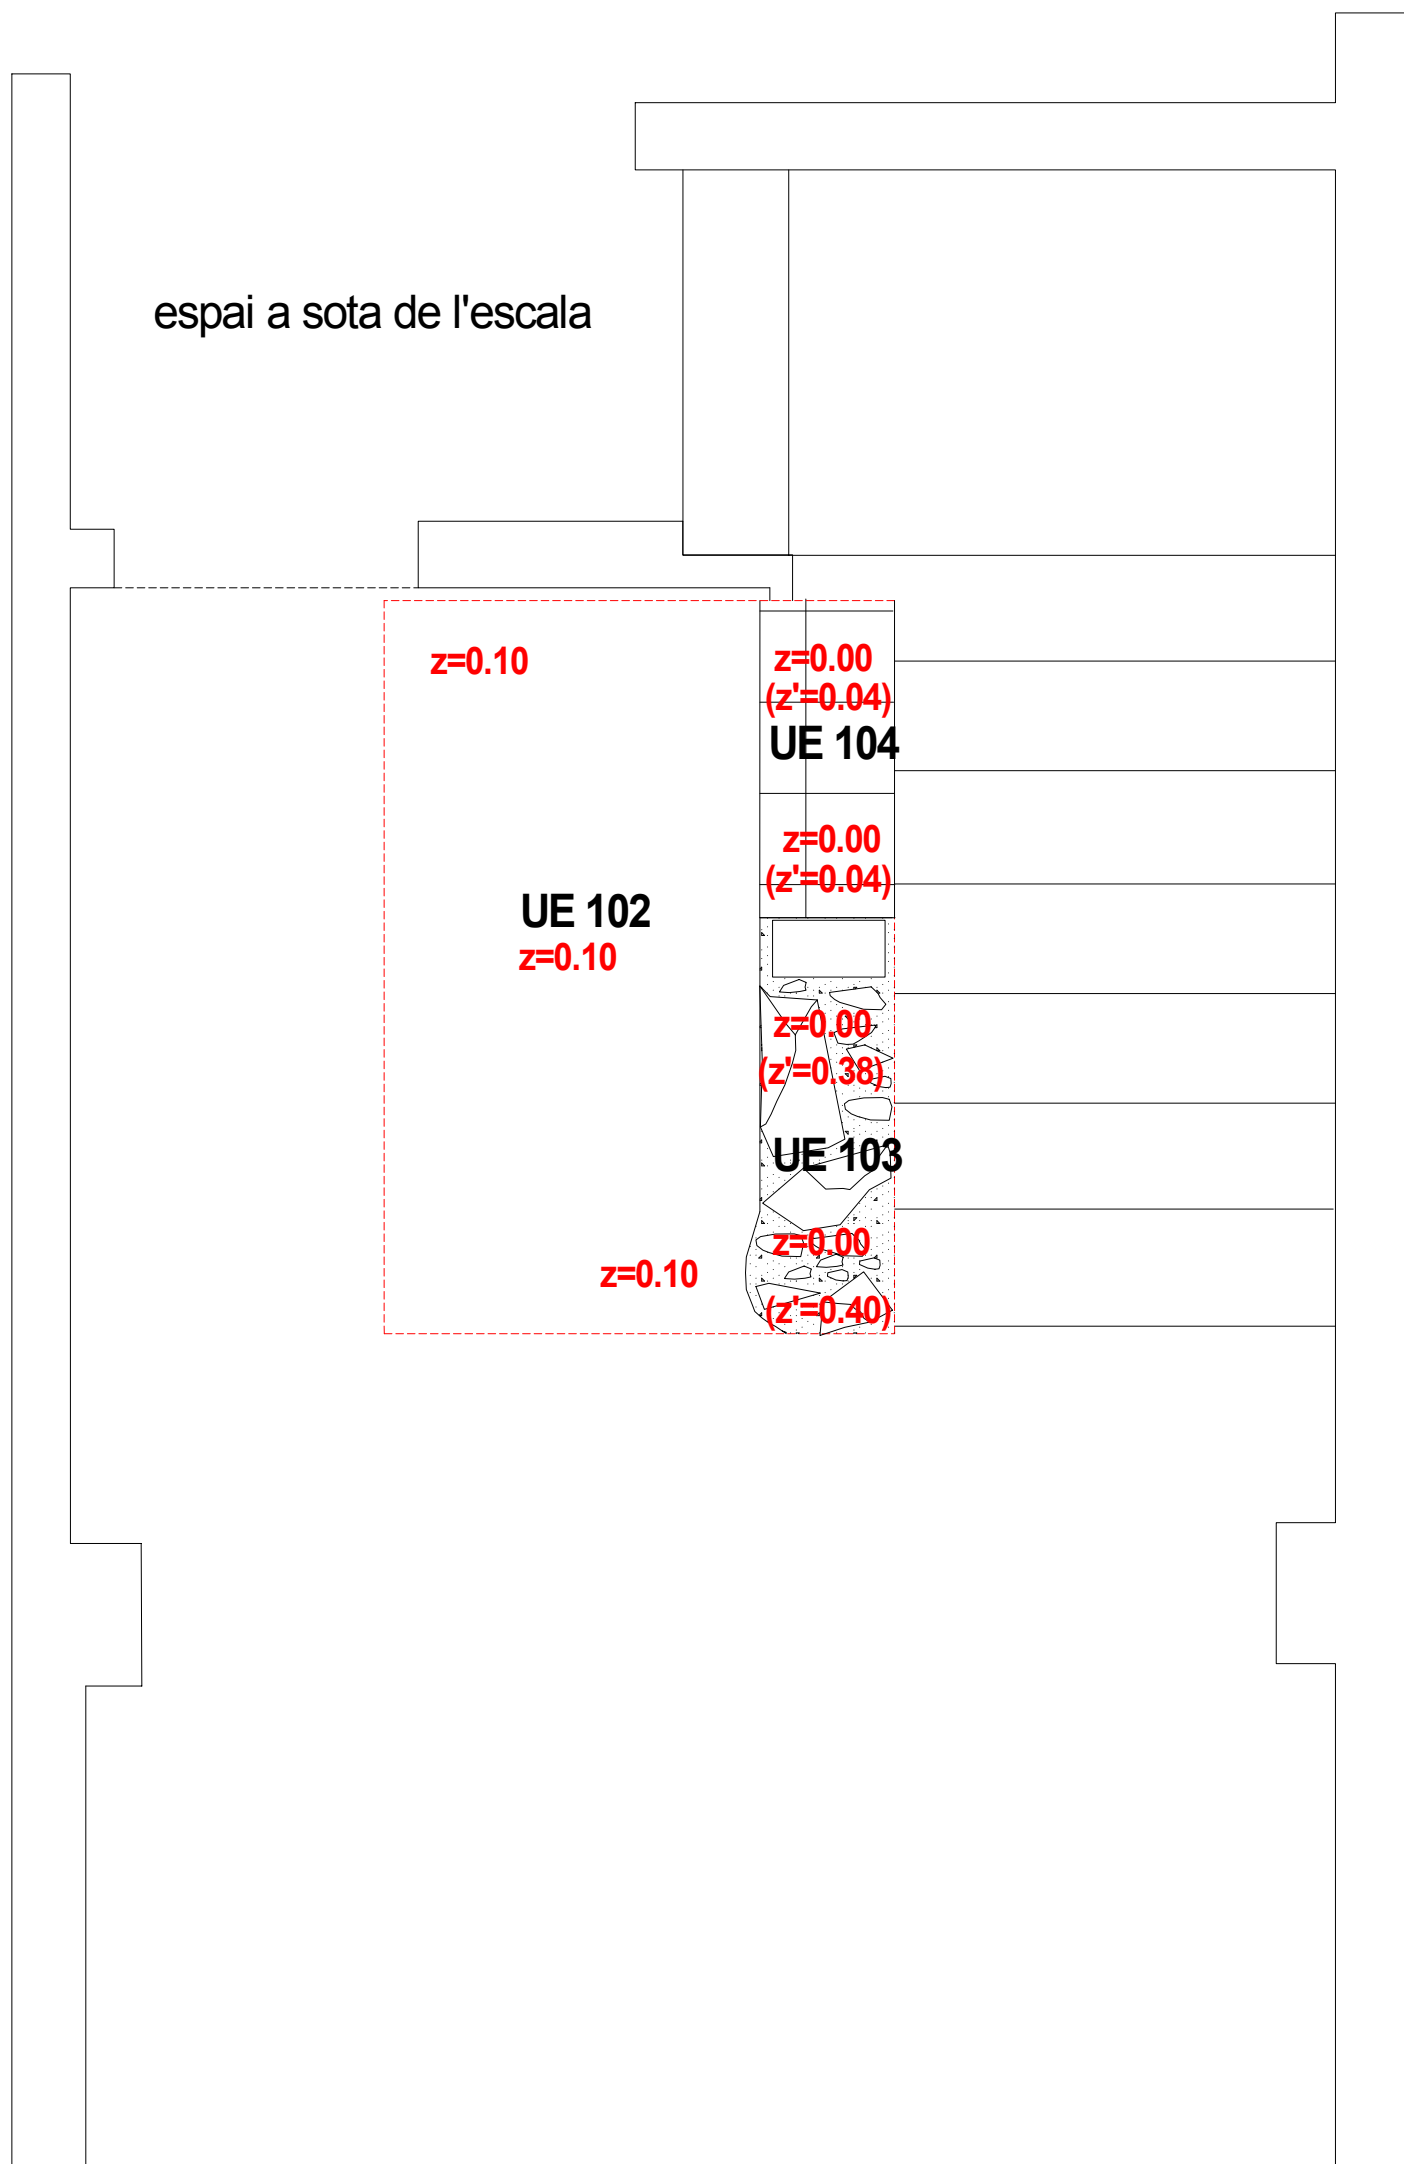 espai a sota de l'escala
z=0.10
z=0.00
(z'=0.04)
UE 104
z=0.00
(z'=0.04)
UE 102
z=0.10
z=0.00
(z'=0.38)
UE 103
z=0.00
z=0.10
(z'=0.40)